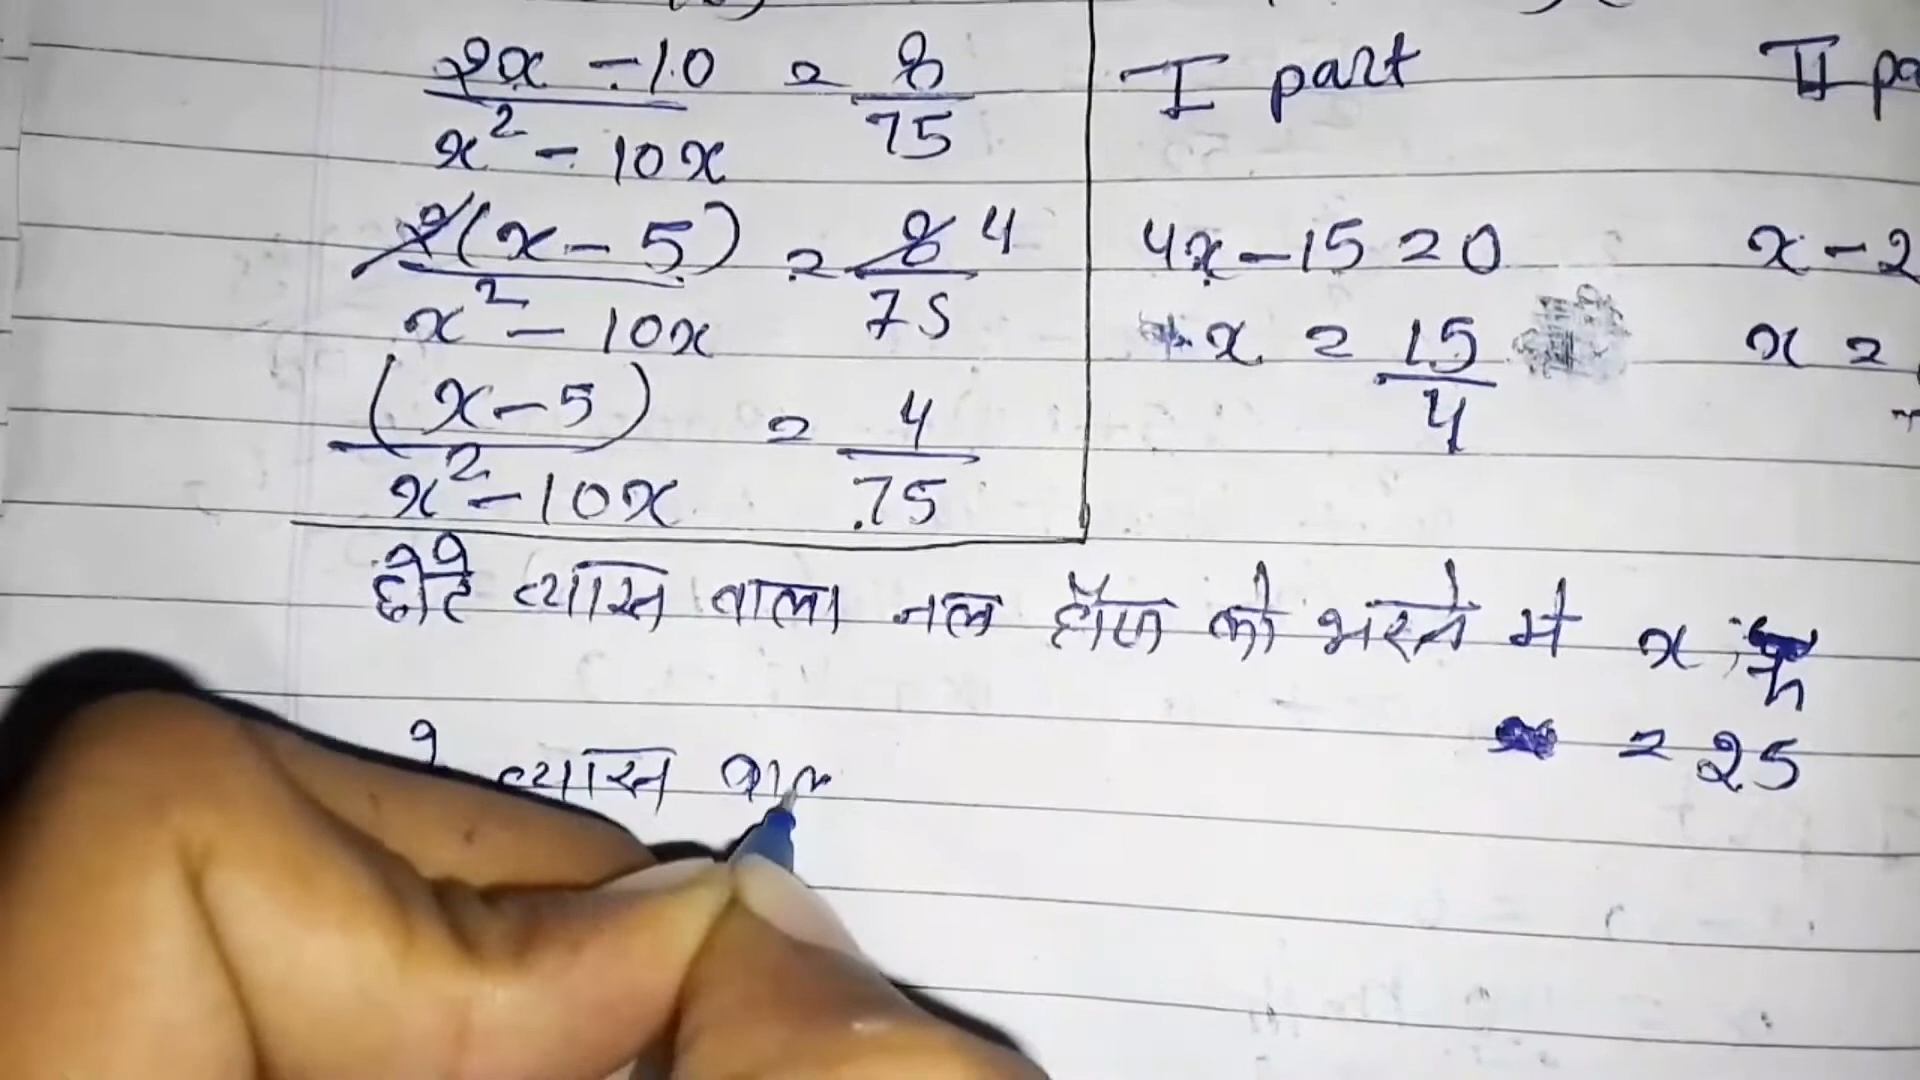 2x - 10 / x² - 10x = 8 / 75
2(x - 5) / x² - 10x = 8 4 / 75
(x - 5) / x² - 10x = 4 / 75
I part
4x - 15 = 0
x = 15 / 4
II pa
x - 2
x =
छोटे व्यास वाला नल हौज को भरने में x
= 25
व्यास वाल